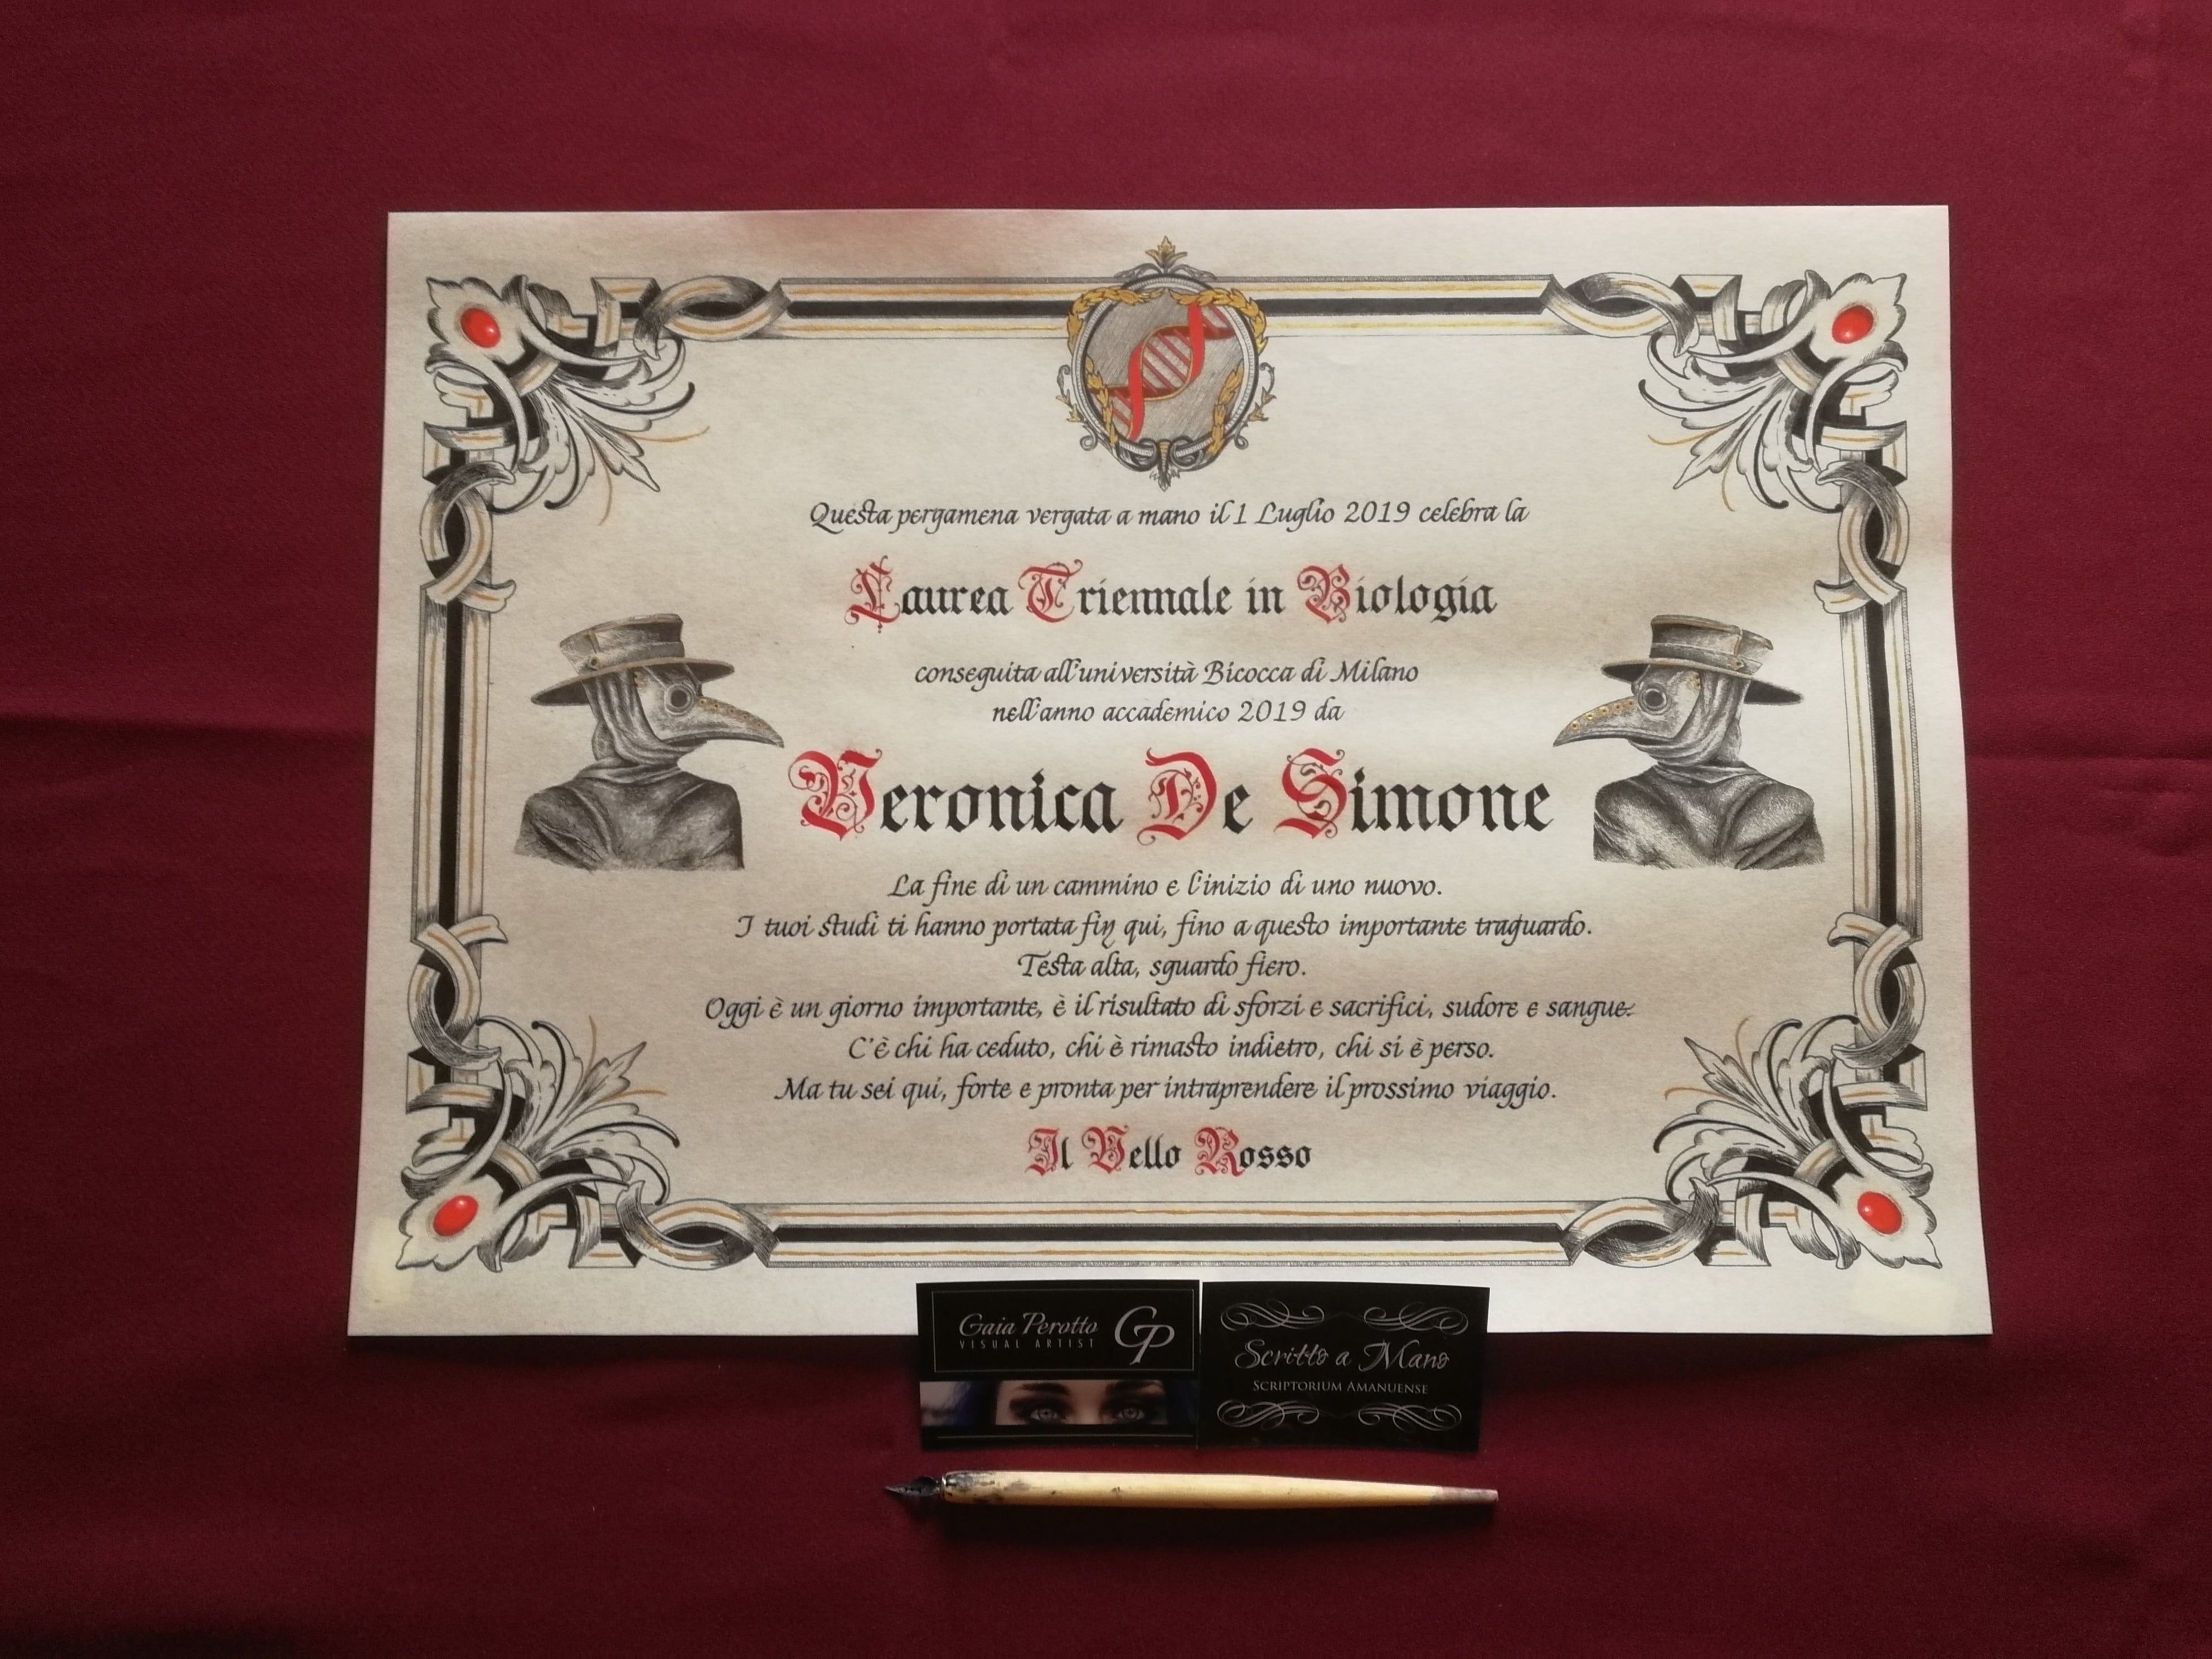 Questa pergamena vergata a mano il 1 Luglio 2019 celebra la
Laurea Triennale in Biologia
conseguita all'università Bicocca di Milano
nell'anno accademico 2019 da
Veronica De Simone
La fine di un cammino e l'inizio di uno nuovo.
I tuoi studi ti hanno portata fin qui, fino a questo importante traguardo.
Testa alta, sguardo fiero.
Oggi è un giorno importante, è il risultato di sforzi e sacrifici, sudore e sangue.
C'è chi ha ceduto, chi è rimasto indietro, chi si è perso.
Ma tu sei qui, forte e pronta per intraprendere il prossimo viaggio.
Il Vello Rosso
Gaia Perotto
VISUAL ARTIST
GP
Scritto a Mano
SCRIPTORIUM AMANUENSE